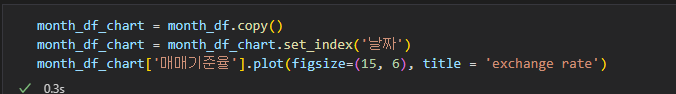 month_df_chart = month_df.copy()
month_df_chart = month_df_chart.set_index('날짜')
month_df_chart['매매기준율'].plot(figsize=(15, 6), title = 'exchange rate')
✓ 0.3s